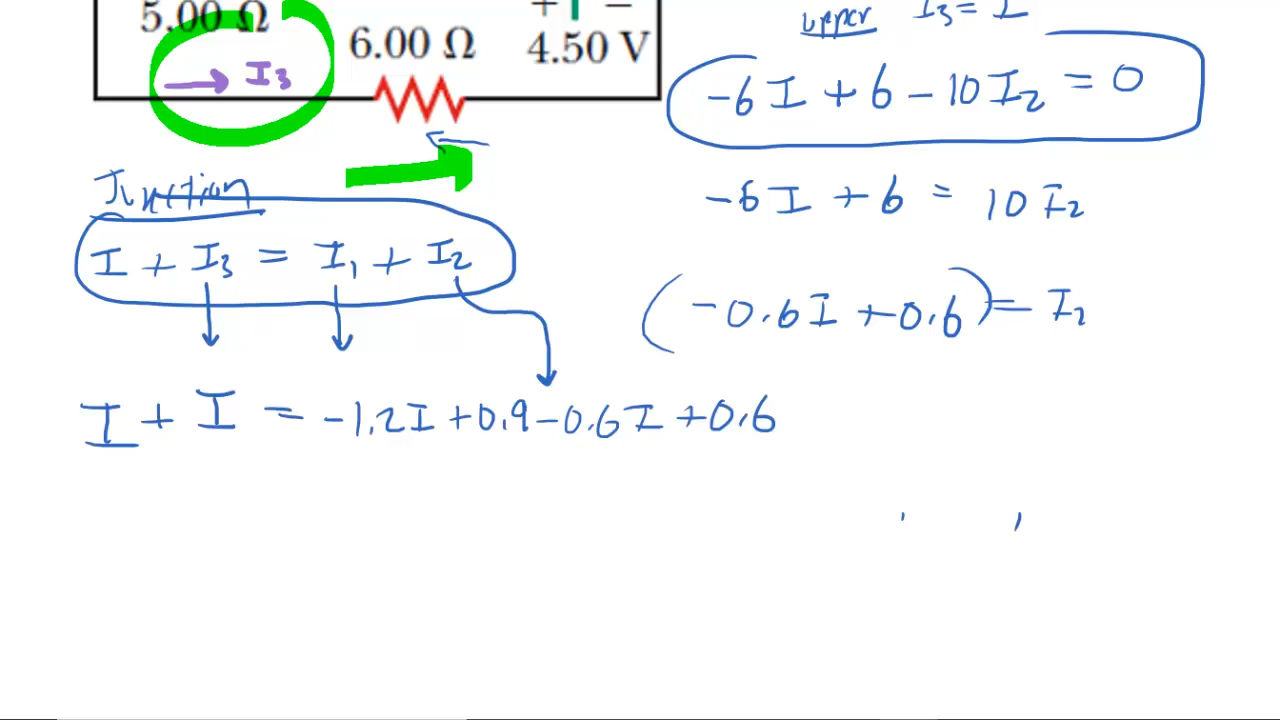 5.00 Ω
I₃
6.00 Ω
+ −
4.50 V
upper I₃ = I
-6I + 6 - 10I₂ = 0
Junction
-6I + 6 = 10I₂
I + I₃ = I₁ + I₂
(-0.6I + 0.6) = I₂
I + I = -1.2I + 0.9 - 0.6I + 0.6